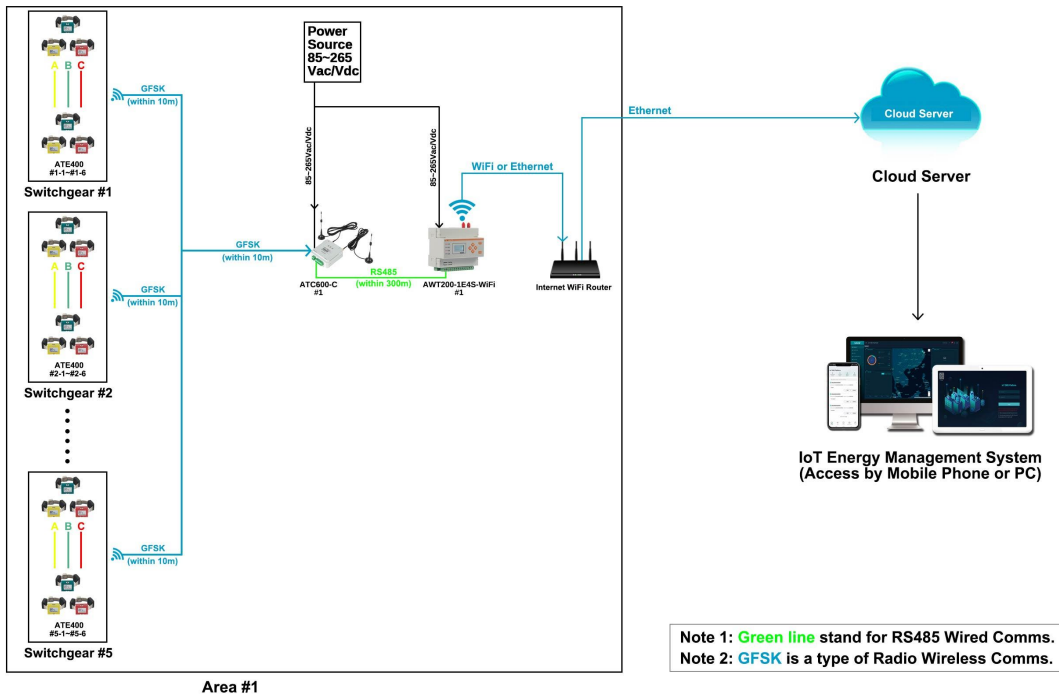 A B C
ATE400
#1-1~#1-6
Switchgear #1
GFSK
(within 10m)
A B C
ATE400
#2-1~#2-6
Switchgear #2
GFSK
(within 10m)
A B C
ATE400
#5-1~#5-6
Switchgear #5
GFSK
(within 10m)
GFSK
(within 10m)
Power
Source
85~265
Vac/Vdc
85~265Vac/Vdc
85~265Vac/Vdc
ATC600-C
#1
RS485
(within 300m)
AWT200-1E4S-WiFi
#1
WiFi or Ethernet
Internet WiFi Router
Ethernet
Cloud Server
Cloud Server
IoT Energy Management System
(Access by Mobile Phone or PC)
Note 1: Green line stand for RS485 Wired Comms.
Note 2: GFSK is a type of Radio Wireless Comms.
Area #1